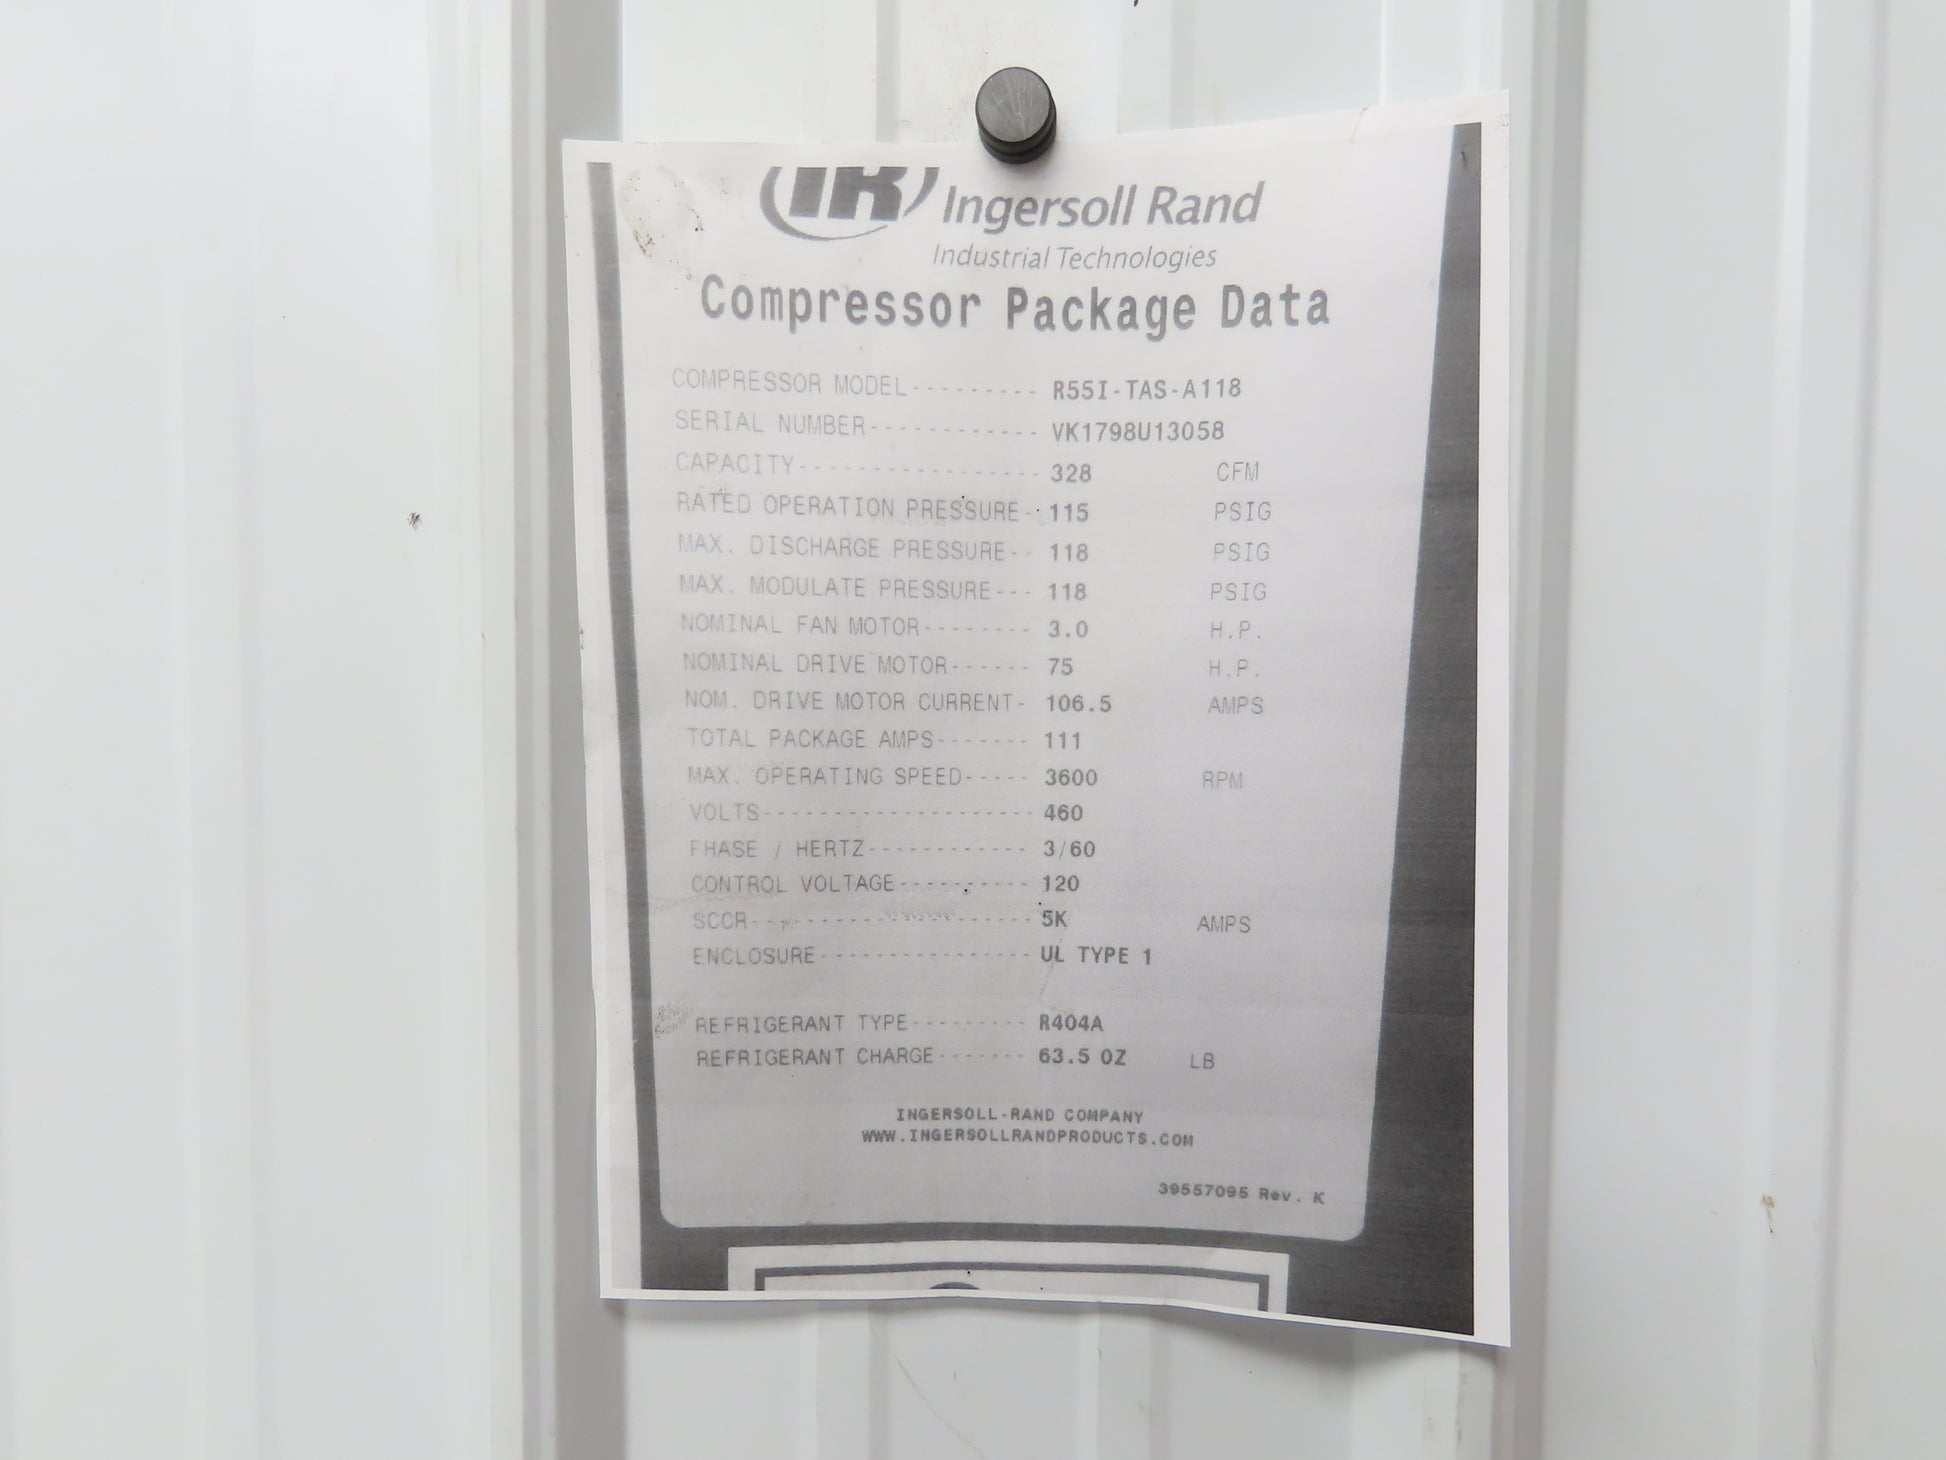 IR Ingersoll Rand
Industrial Technologies
Compressor Package Data
COMPRESSOR MODEL--------- R55I-TAS-A118
SERIAL NUMBER------------ VK1798U13058
CAPACITY----------------- 328 CFM
RATED OPERATION PRESSURE-- 115 PSIG
MAX. DISCHARGE PRESSURE-- 118 PSIG
MAX. MODULATE PRESSURE--- 118 PSIG
NOMINAL FAN MOTOR-------- 3.0 H.P.
NOMINAL DRIVE MOTOR------ 75 H.P.
NOM. DRIVE MOTOR CURRENT- 106.5 AMPS
TOTAL PACKAGE AMPS------- 111
MAX. OPERATING SPEED----- 3600 RPM
VOLTS-------------------- 460
PHASE / HERTZ------------ 3/60
CONTROL VOLTAGE---------- 120
SCCR--------------------- 5K AMPS
ENCLOSURE---------------- UL TYPE 1
REFRIGERANT TYPE--------- R404A
REFRIGERANT CHARGE------- 63.5 OZ LB
INGERSOLL-RAND COMPANY
WWW.INGERSOLLRANDPRODUCTS.COM
39557095 Rev. K